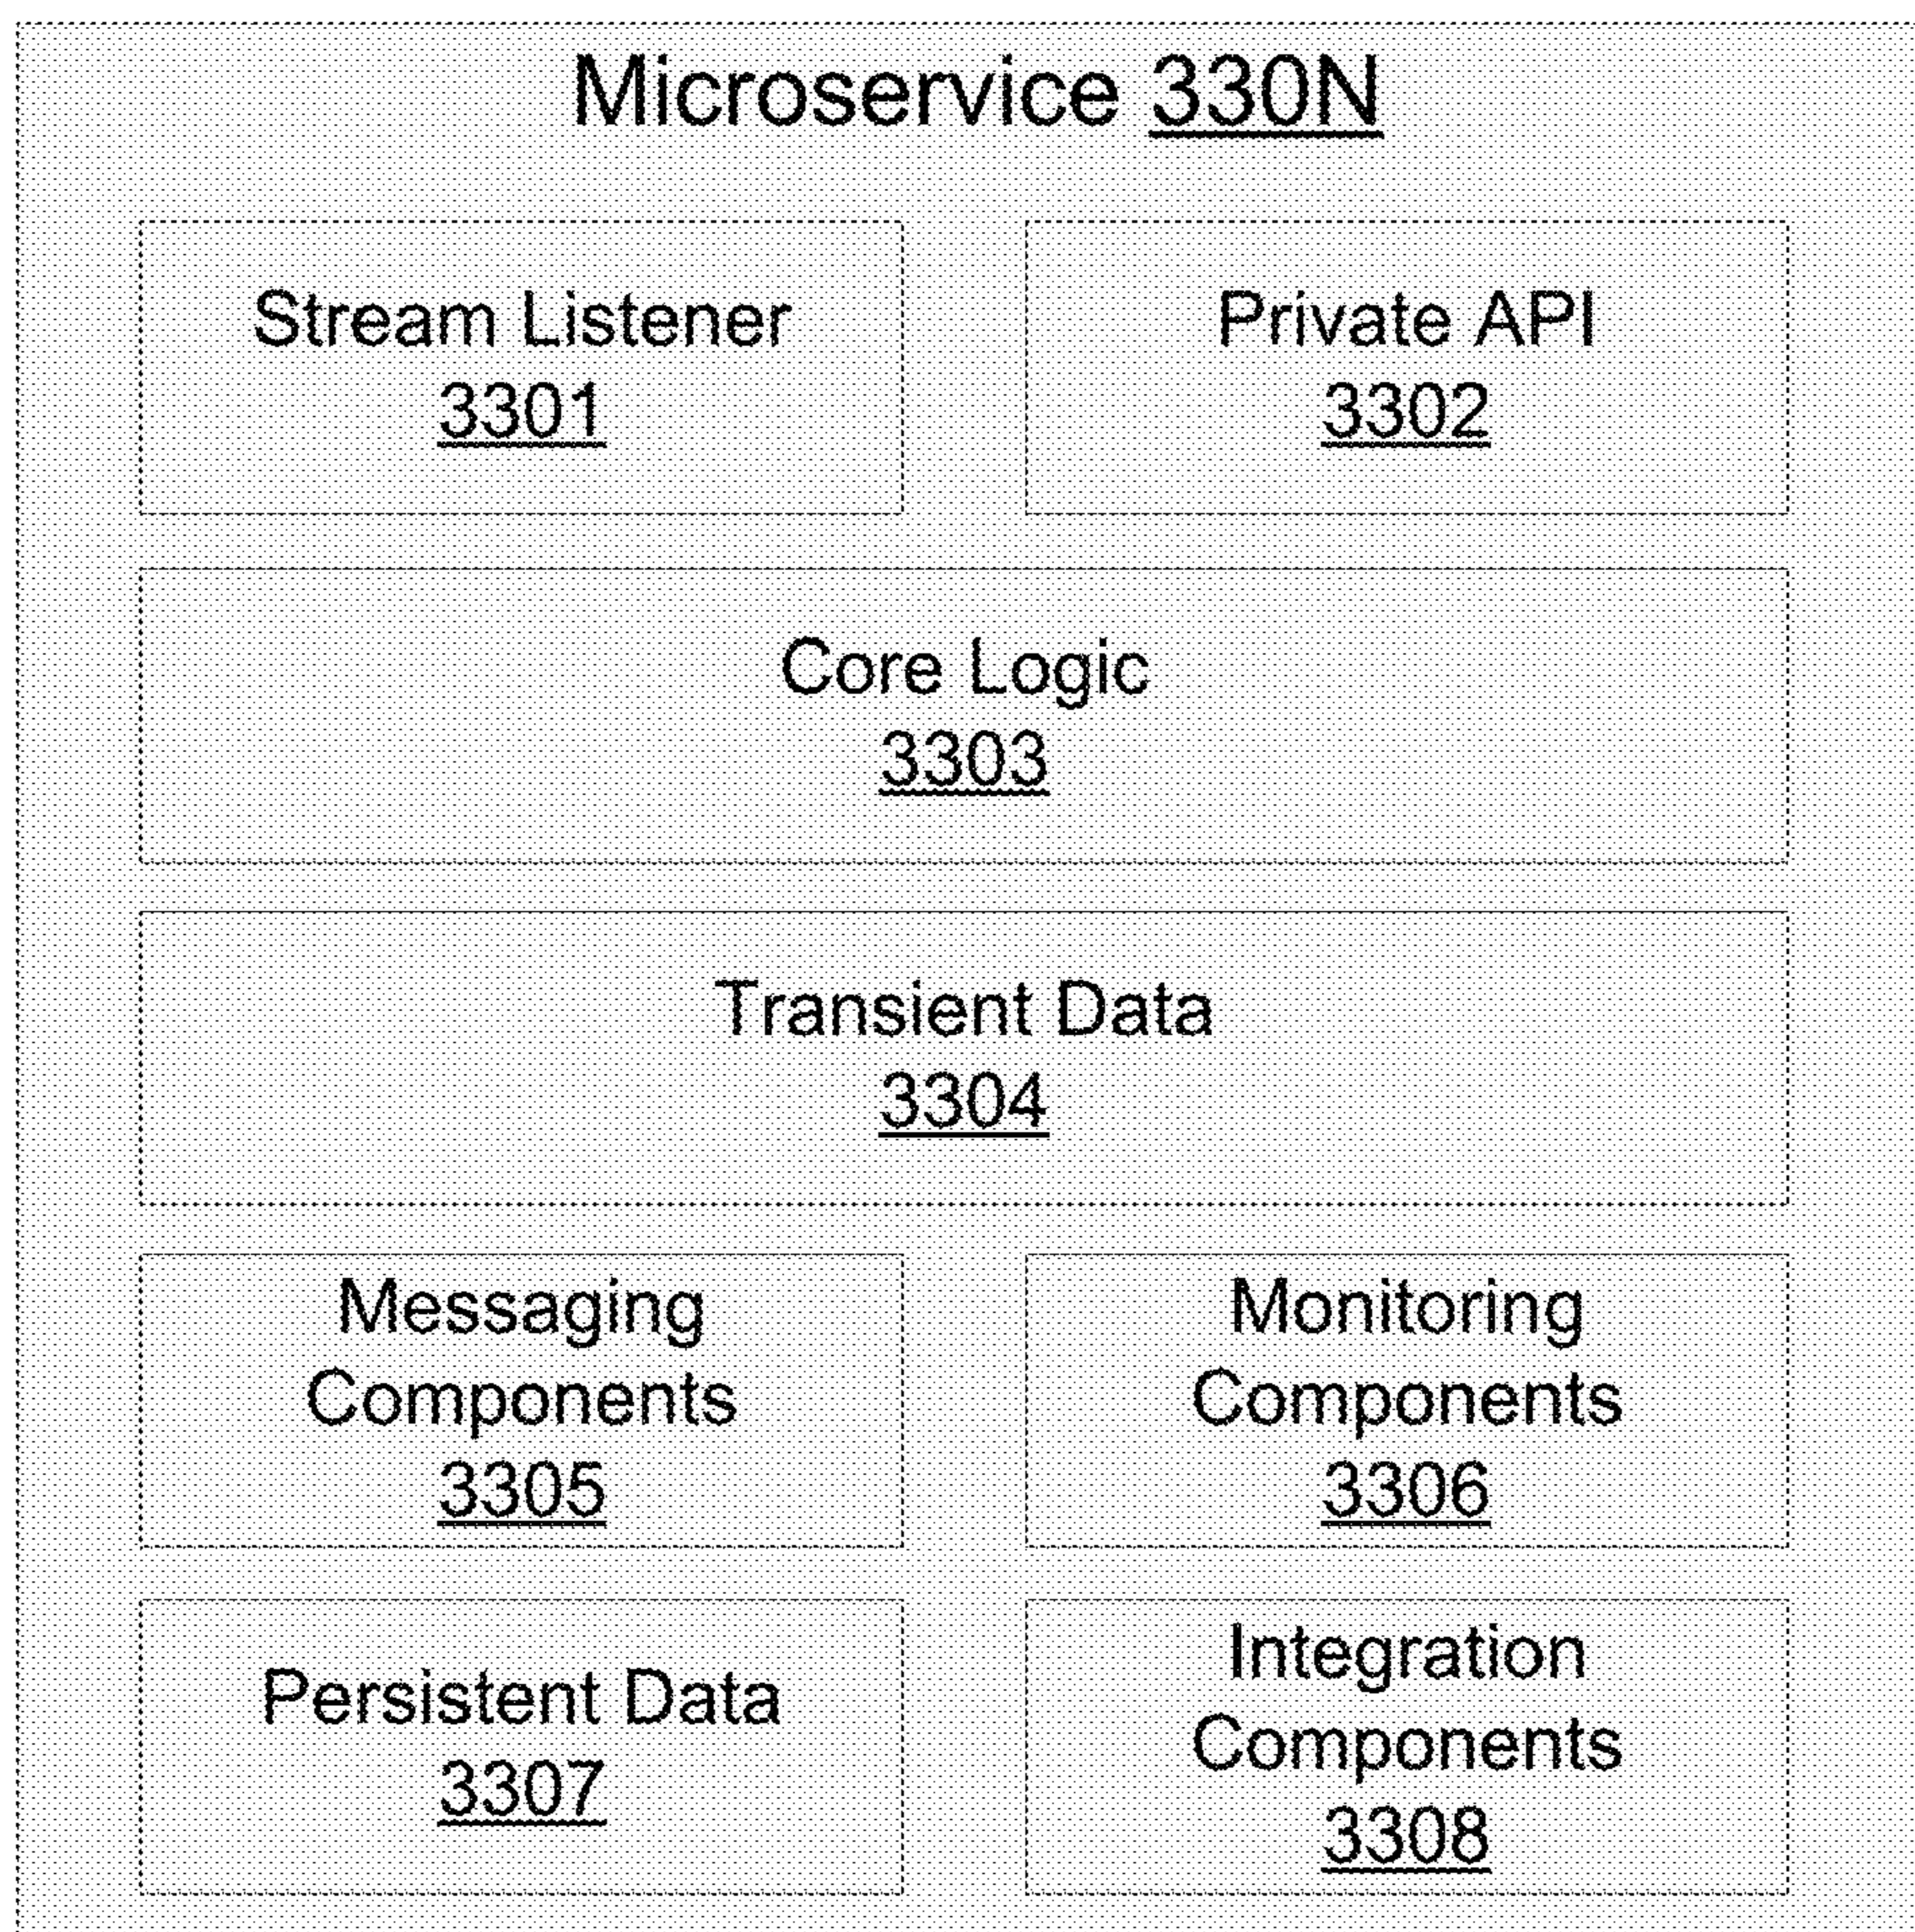 Microservice 330N
Stream Listener
3301
Private API
3302
Core Logic
3303
Transient Data
3304
Messaging
Components
3305
Monitoring
Components
3306
Persistent Data
3307
Integration
Components
3308